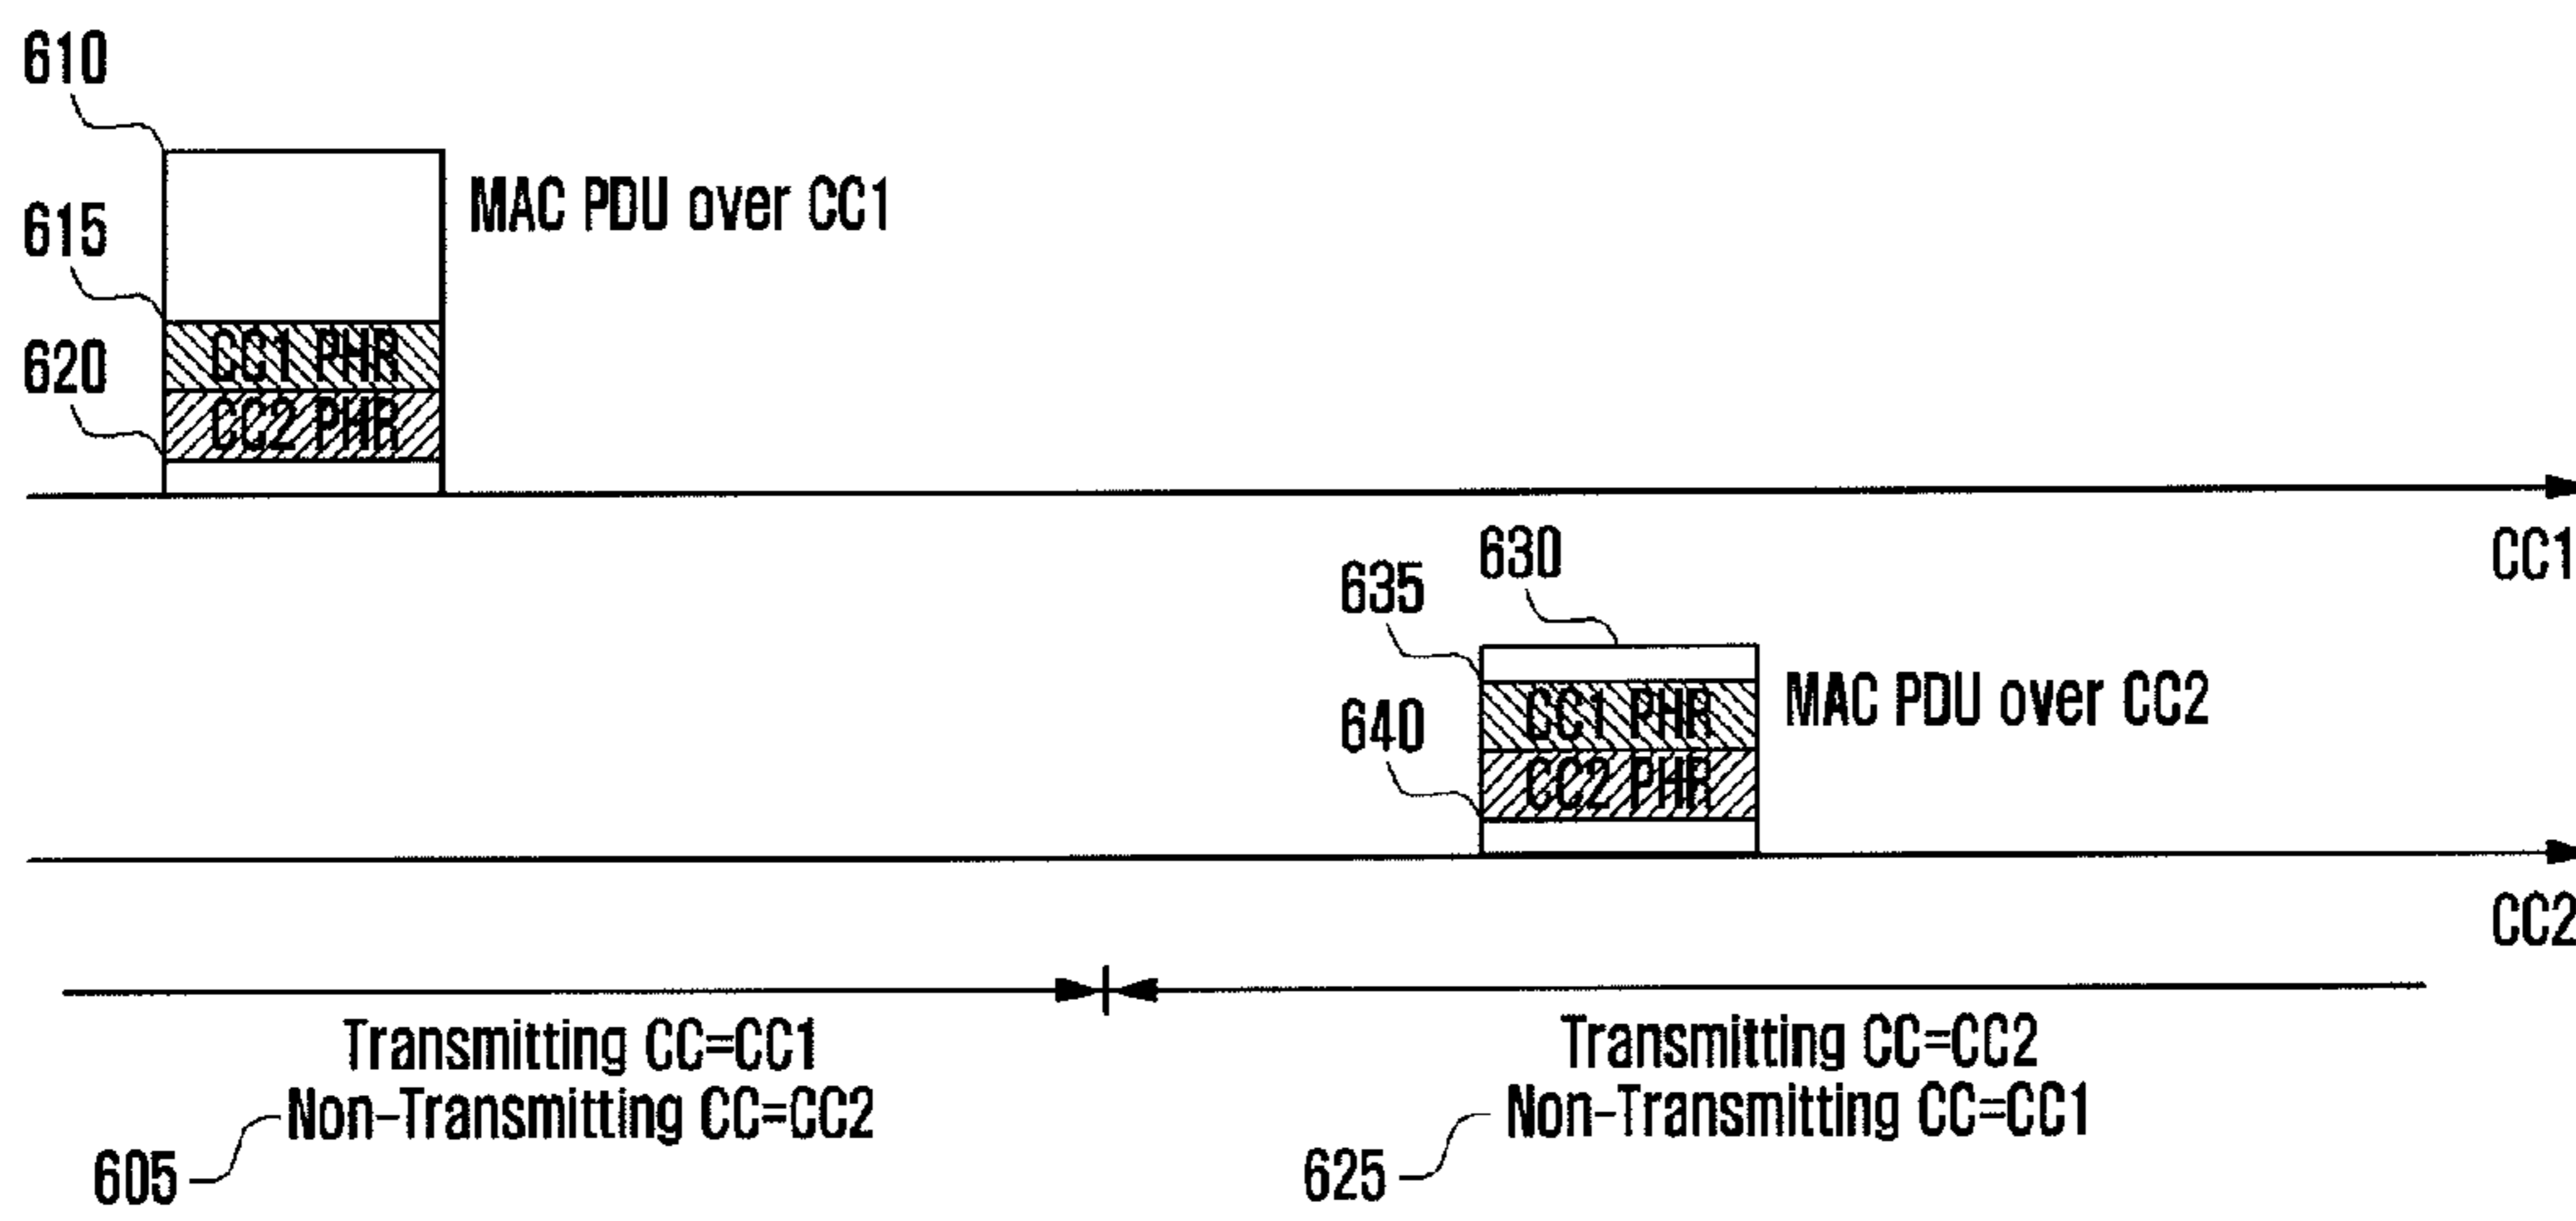 610
MAC PDU over CC1
615
CC1 PHR
620
CC2 PHR
CC1
630
635
CC1 PHR
MAC PDU over CC2
640
CC2 PHR
CC2
Transmitting CC=CC1
Non-Transmitting CC=CC2
605
Transmitting CC=CC2
Non-Transmitting CC=CC1
625